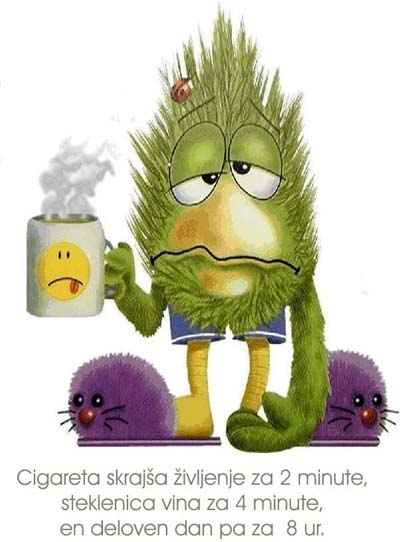 Cigareta skrajša življenje za 2 minute,
steklenica vina za 4 minute,
en deloven dan pa za 8 ur.